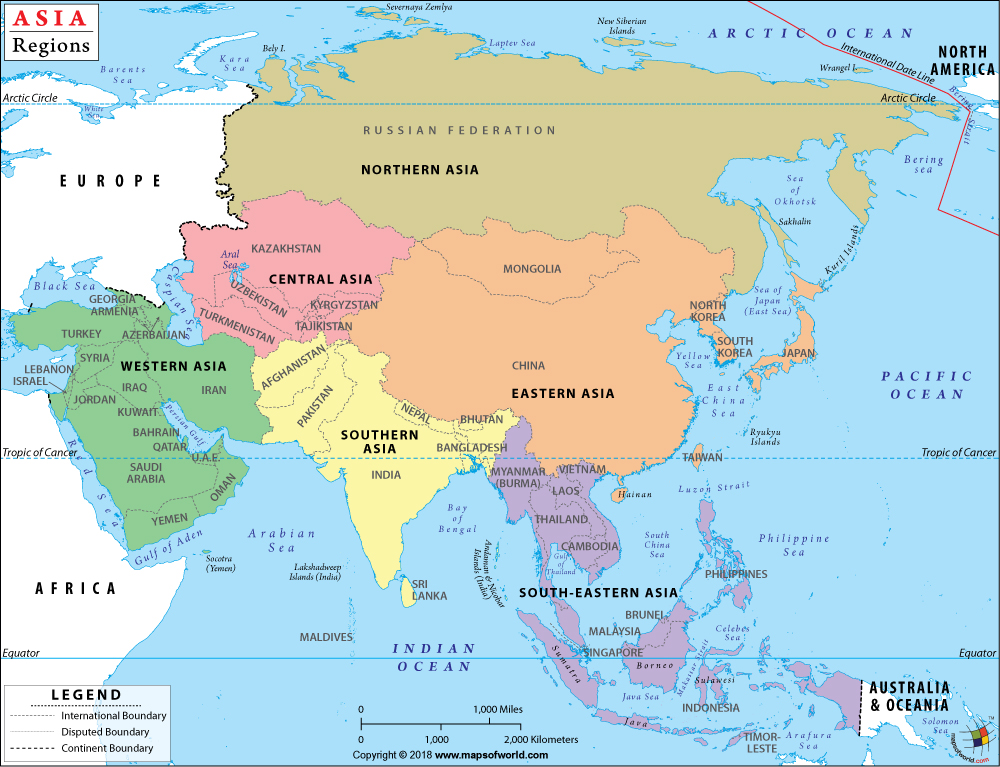 ASIA
Regions
Severnaya Zemlya
New Siberian
Islands
ARCTIC OCEAN
Bely I.
Kara
Sea
Laptev Sea
International Date Line
NORTH
AMERICA
Barents
Sea
Wrangel I.
Arctic Circle
Arctic Circle
White
Sea
Bering
Strait
RUSSIAN FEDERATION
NORTHERN ASIA
EUROPE
Bering
sea
Sea
of
Okhotsk
Sakhalin
Kuril Islands
KAZAKHSTAN
Aral
Sea
CENTRAL ASIA
MONGOLIA
Black Sea
Caspian Sea
UZBEKISTAN
KYRGYZSTAN
TURKMENISTAN
TAJIKISTAN
GEORGIA
ARMENIA
AZERBAIJAN
TURKEY
NORTH
KOREA
Sea of
Japan
(East Sea)
SOUTH
KOREA
JAPAN
Yellow
Sea
SYRIA
LEBANON
ISRAEL
WESTERN ASIA
AFGHANISTAN
CHINA
EASTERN ASIA
JORDAN
IRAQ
IRAN
KUWAIT
PAKISTAN
NEPAL
BHUTAN
East
China
Sea
PACIFIC
OCEAN
Persian Gulf
BAHRAIN
QATAR
U.A.E.
SOUTHERN
ASIA
BANGLADESH
Ryukyu
Islands
Tropic of Cancer
TAIWAN
Tropic of Cancer
Red Sea
SAUDI
ARABIA
OMAN
INDIA
MYANMAR
(BURMA)
VIETNAM
LAOS
Hainan
Luzon Strait
YEMEN
Gulf of Aden
Arabian
Sea
Bay
of
Bengal
THAILAND
CAMBODIA
South
China
Sea
Philippine
Sea
Socotra
(Yemen)
Lakshadweep
Islands (India)
Andaman & Nicobar
Islands (India)
Gulf
of
Thailand
AFRICA
SRI
LANKA
SOUTH-EASTERN ASIA
PHILIPPINES
MALDIVES
INDIAN
OCEAN
BRUNEI
MALAYSIA
SINGAPORE
Celebes
Sea
Equator
Equator
Sumatra
Borneo
Makassar Strait
Sulawesi
Java Sea
INDONESIA
Java
TIMOR-
LESTE
Arafura
Sea
AUSTRALIA
& OCEANIA
Solomon
Sea
LEGEND
International Boundary
Disputed Boundary
Continent Boundary
0 1,000 Miles
0 1,000 2,000 Kilometers
Copyright © 2018 www.mapsofworld.com
mapsofworld.com
TM